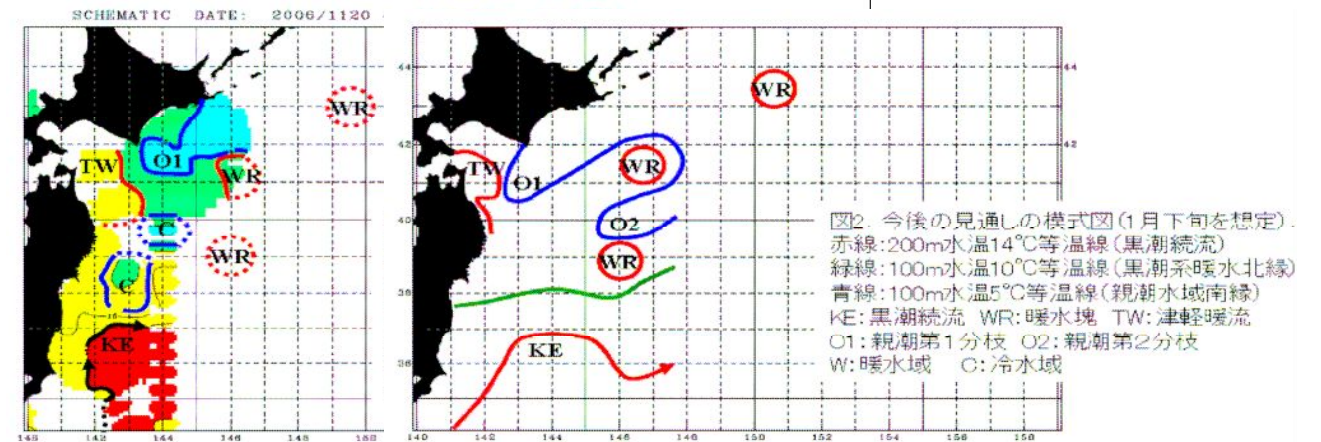 SCHEMATIC DATE: 2006/1120
WR
TW
O1
WR
C
WR
C
KE
142
144
146
WR
44
TW
O1
WR
42
O2
40
WR
38
KE
36
140
142
144
146
148
150
152
154
156
158
44
42
図2. 今後の見通しの模式図(1月下旬を想定).
赤線:200m水温14℃等温線(黒潮続流)
緑線:100m水温10℃等温線(黒潮系暖水北縁)
青線:100m水温5℃等温線(親潮水域南縁)
KE:黒潮続流 WR:暖水塊 TW:津軽暖流
O1:親潮第1分枝 O2:親潮第2分枝
W:暖水域 C:冷水域